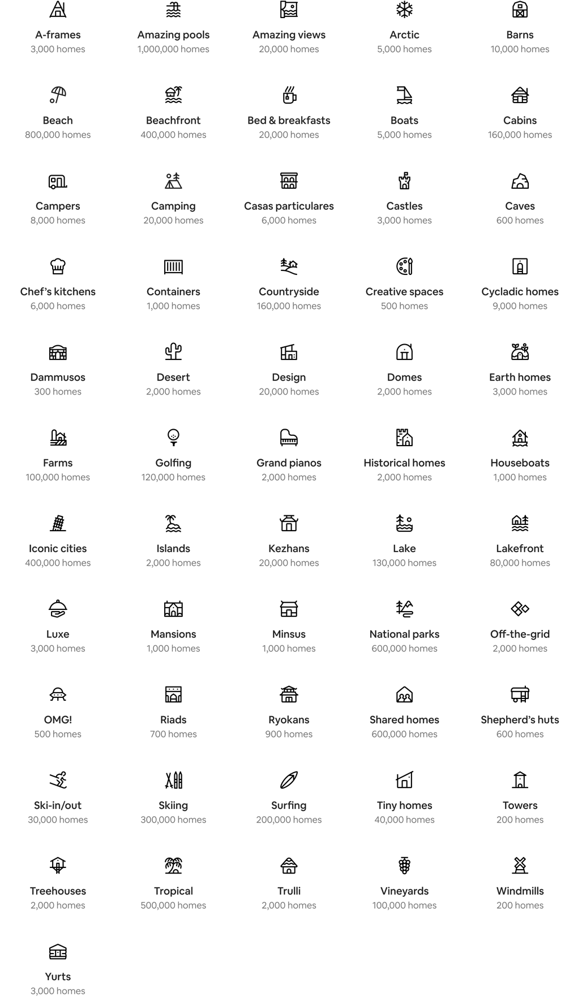 A-frames
3,000 homes
Amazing pools
1,000,000 homes
Amazing views
20,000 homes
Arctic
5,000 homes
Barns
10,000 homes
Beach
800,000 homes
Beachfront
400,000 homes
Bed & breakfasts
20,000 homes
Boats
5,000 homes
Cabins
160,000 homes
Campers
8,000 homes
Camping
20,000 homes
Casas particulares
6,000 homes
Castles
3,000 homes
Caves
600 homes
Chef’s kitchens
6,000 homes
Containers
1,000 homes
Countryside
160,000 homes
Creative spaces
500 homes
Cycladic homes
9,000 homes
Dammusos
300 homes
Desert
2,000 homes
Design
20,000 homes
Domes
2,000 homes
Earth homes
3,000 homes
Farms
100,000 homes
Golfing
120,000 homes
Grand pianos
2,000 homes
Historical homes
2,000 homes
Houseboats
1,000 homes
Iconic cities
400,000 homes
Islands
2,000 homes
Kezhans
20,000 homes
Lake
130,000 homes
Lakefront
80,000 homes
Luxe
3,000 homes
Mansions
1,000 homes
Minsus
1,000 homes
National parks
600,000 homes
Off-the-grid
2,000 homes
OMG!
500 homes
Riads
700 homes
Ryokans
900 homes
Shared homes
600,000 homes
Shepherd’s huts
600 homes
Ski-in/out
30,000 homes
Skiing
300,000 homes
Surfing
200,000 homes
Tiny homes
40,000 homes
Towers
200 homes
Treehouses
2,000 homes
Tropical
500,000 homes
Trulli
2,000 homes
Vineyards
100,000 homes
Windmills
200 homes
Yurts
3,000 homes